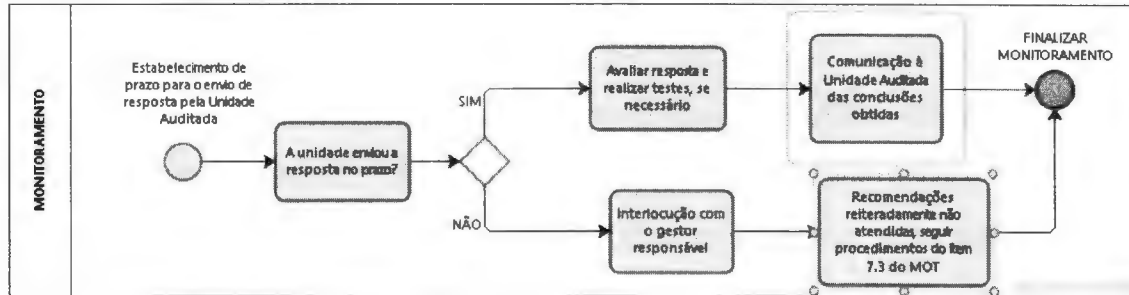 MONITORAMENTO
Estabelecimento de
prazo para o envio de
resposta pela Unidade
Auditada
A unidade enviou a
resposta no prazo?
SIM
NÃO
Avaliar resposta e
realizar testes, se
necessário
Comunicação à
Unidade Auditada
das conclusões
obtidas
Interlocução com
o gestor
responsável
Recomendações
reiteradamente não
atendidas, seguir
procedimentos do item
7.3 do MOT
FINALIZAR
MONITORAMENTO